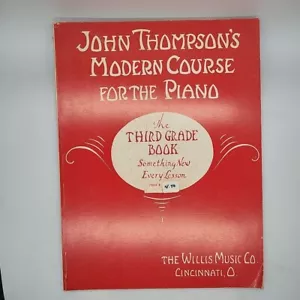 JOHN THOMPSON'S
MODERN COURSE
FOR THE PIANO
The
THIRD GRADE
BOOK
Something New
Every Lesson
THE WILLIS MUSIC CO.
CINCINNATI, O.